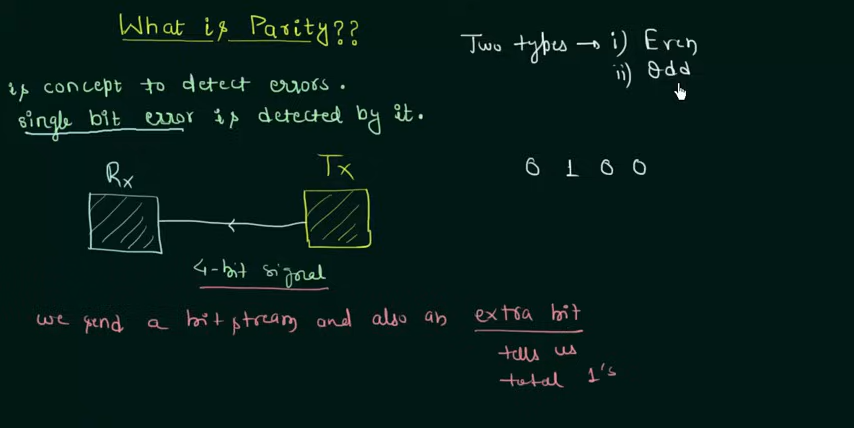 What is Parity??
is concept to detect errors.
single bit error is detected by it.
Two types → i) Even
ii) Odd
0 1 0 0
Rx
Tx
4-bit signal
we send a bit stream and also an extra bit
tells us
total 1's